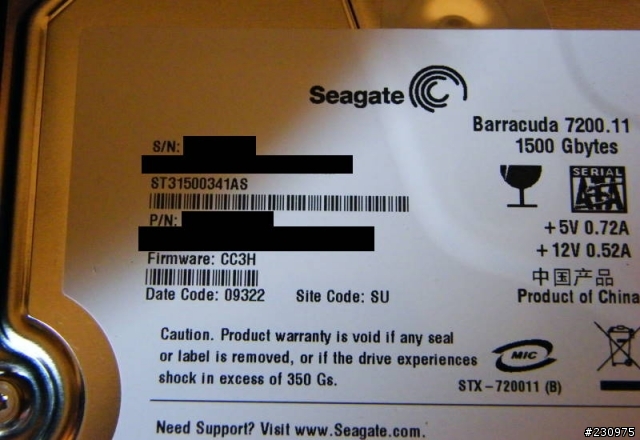 Seagate
Barracuda 7200.11
1500 Gbytes
S/N:
ST31500341AS
SERIAL
ATA
+5V 0.72A
+12V 0.52A
P/N:
Firmware: CC3H
中国产品
Product of China
Date Code: 09322 Site Code: SU
Caution. Product warranty is void if any seal
or label is removed, or if the drive experiences
shock in excess of 350 Gs.
MIC
STX-720011 (B)
Need Support? Visit www.Seagate.com.
#230975